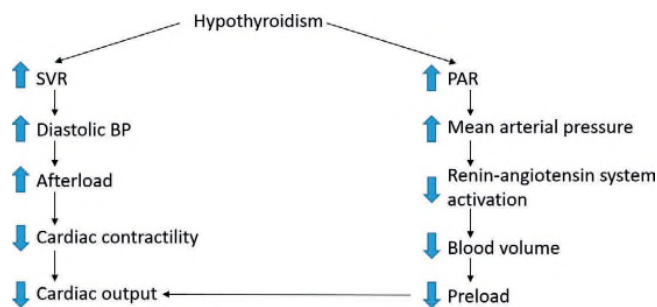 Hypothyroidism
SVR
PAR
Diastolic BP
Mean arterial pressure
Afterload
Renin-angiotensin system
activation
Cardiac contractility
Blood volume
Cardiac output
Preload